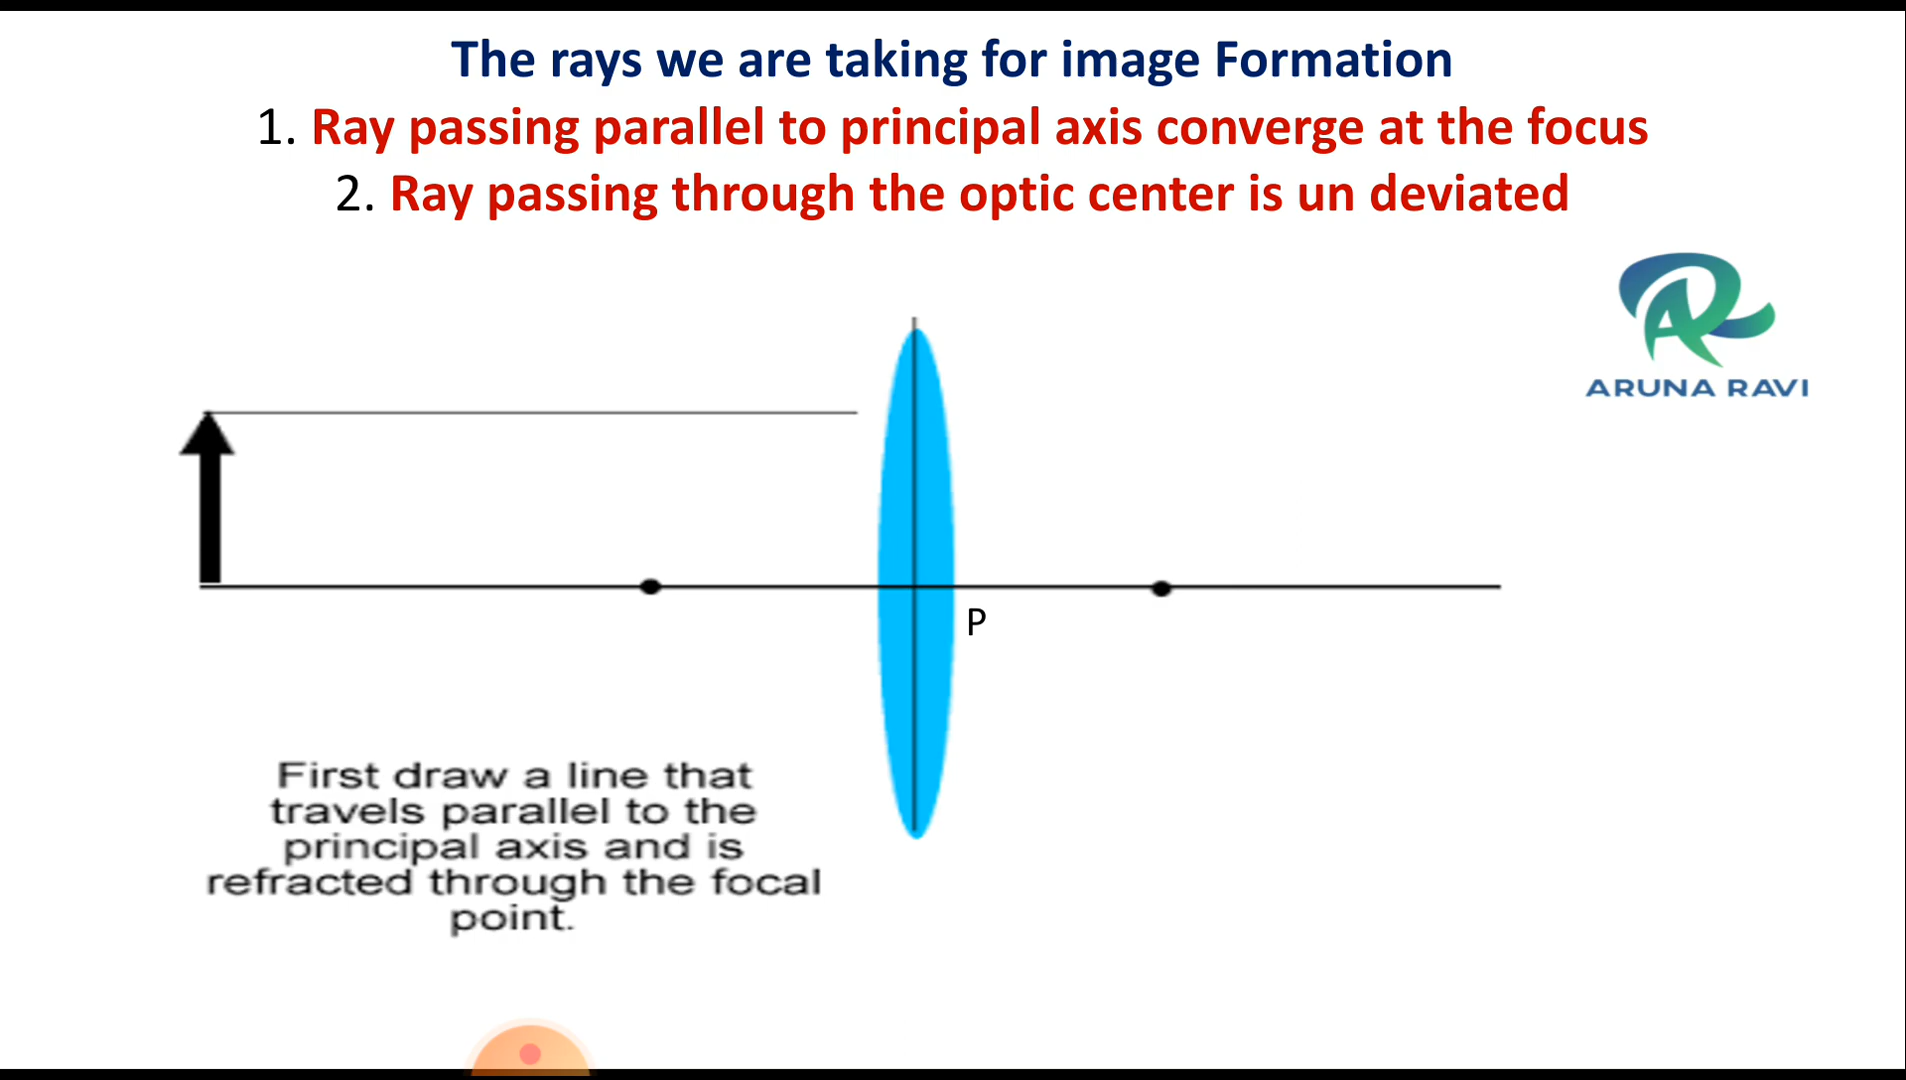 The rays we are taking for image Formation
1. Ray passing parallel to principal axis converge at the focus
2. Ray passing through the optic center is un deviated
ARUNA RAVI
P
First draw a line that
travels parallel to the
principal axis and is
refracted through the focal
point.